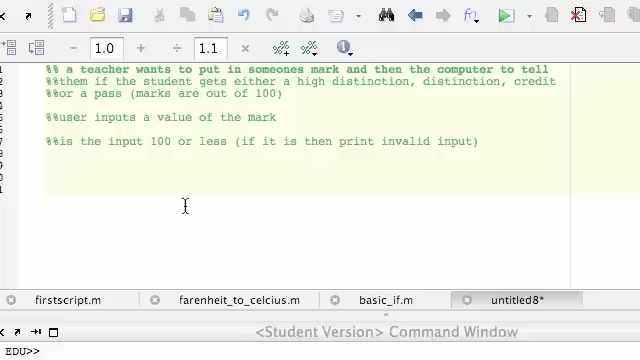 1.0
1.1
%% a teacher wants to put in someones mark and then the computer to tell
%%them if the student gets either a high distinction, distinction, credit
%%or a pass (marks are out of 100)
%%user inputs a value of the mark
%%is the input 100 or less (if it is then print invalid input)
firstscript.m
farenheit_to_celcius.m
basic_if.m
untitled8*
<Student Version> Command Window
EDU>>